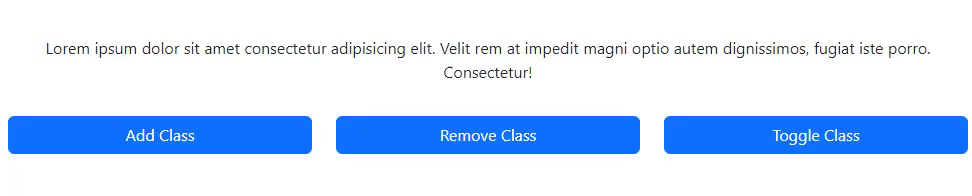 Lorem ipsum dolor sit amet consectetur adipisicing elit. Velit rem at impedit magni optio autem dignissimos, fugiat iste porro.
Consectetur!
Add Class
Remove Class
Toggle Class